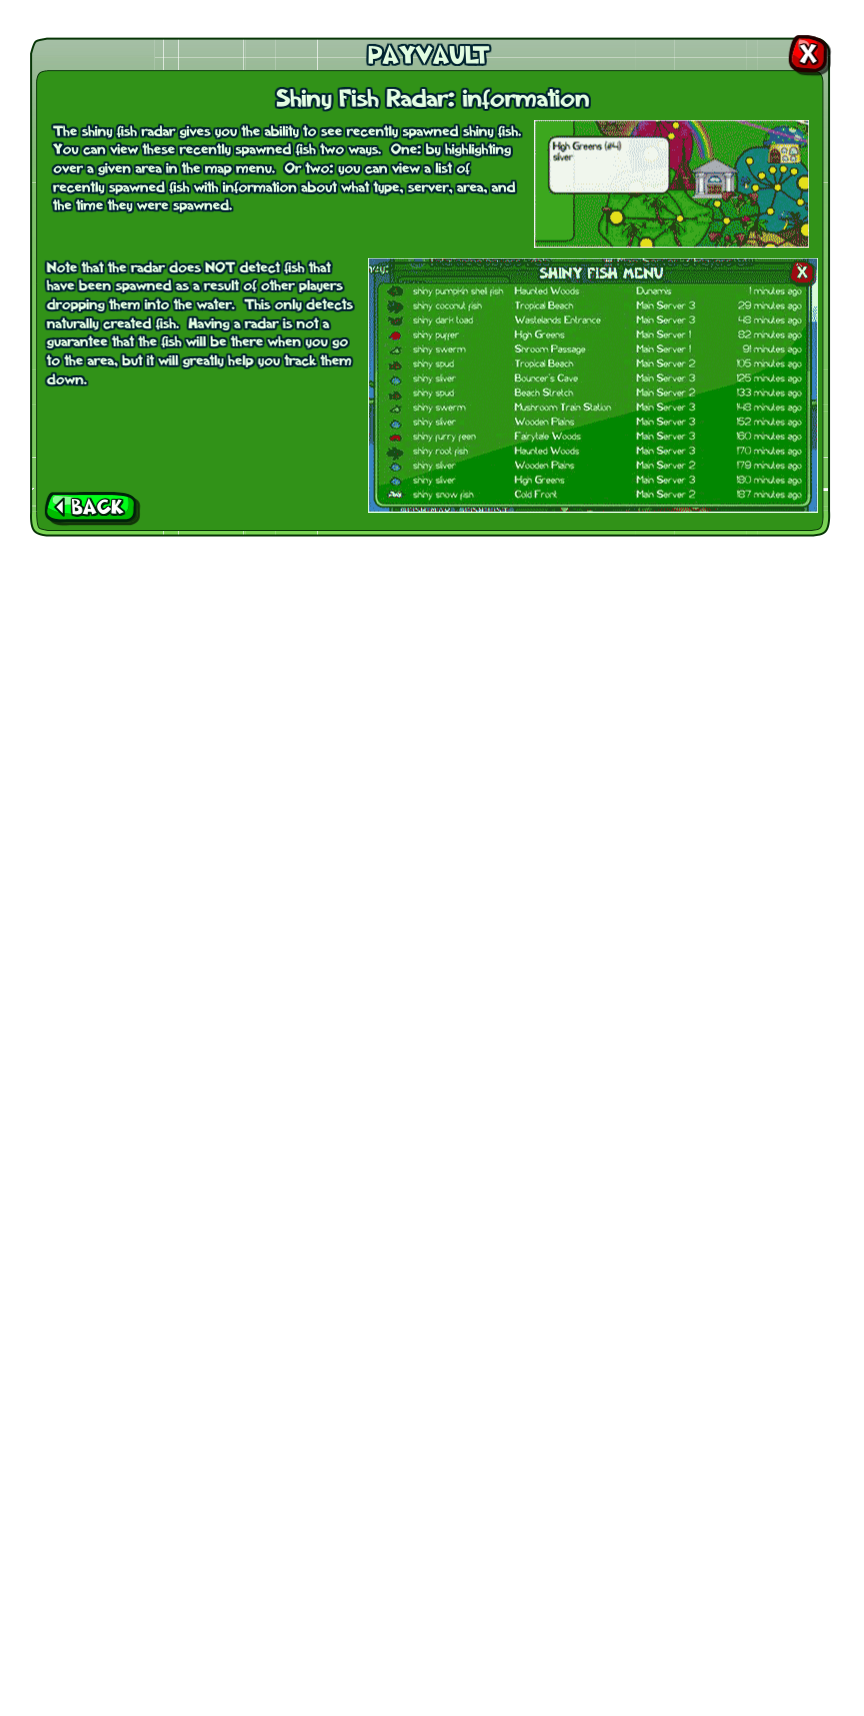 PAYVAULT
X
Shiny Fish Radar: information
The shiny fish radar gives you the ability to see recently spawned shiny fish.
You can view these recently spawned fish two ways. One: by highlighting
over a given area in the map menu. Or two: you can view a list of
recently spawned fish with information about what type, server, area, and
the time they were spawned.
High Greens (#4)
sliver
Note that the radar does NOT detect fish that
have been spawned as a result of other players
dropping them into the water. This only detects
naturally created fish. Having a radar is not a
guarantee that the fish will be there when you go
to the area, but it will greatly help you track them
down.
SHINY FISH MENU
X
shiny pumpkin shell fish Haunted Woods Dunamis 1 minutes ago
shiny coconut fish Tropical Beach Main Server 3 29 minutes ago
shiny dark toad Wastelands Entrance Main Server 3 48 minutes ago
shiny puffer High Greens Main Server 1 82 minutes ago
shiny swerm Shroom Passage Main Server 1 91 minutes ago
shiny spud Tropical Beach Main Server 2 105 minutes ago
shiny sliver Bouncer's Cave Main Server 3 125 minutes ago
shiny spud Beach Stretch Main Server 2 133 minutes ago
shiny swerm Mushroom Train Station Main Server 3 148 minutes ago
shiny sliver Wooden Plains Main Server 3 152 minutes ago
shiny furry feen Fairytale Woods Main Server 3 160 minutes ago
shiny root fish Haunted Woods Main Server 3 170 minutes ago
shiny sliver Wooden Plains Main Server 2 179 minutes ago
shiny sliver High Greens Main Server 3 180 minutes ago
shiny snow fish Cold Front Main Server 2 187 minutes ago
BACK